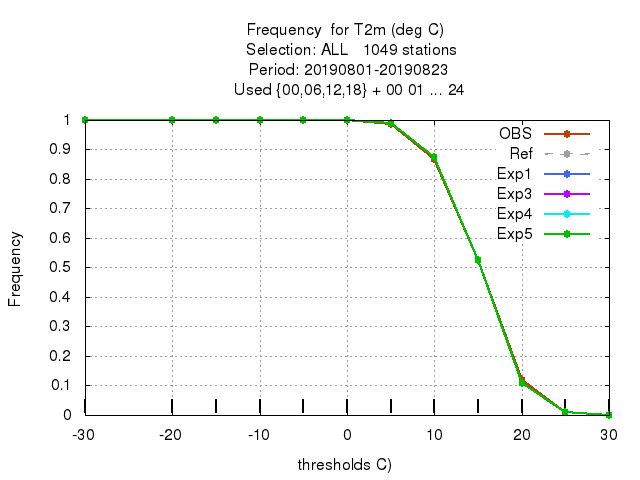 Frequency  for T2m (deg C)
Selection: ALL   1049 stations
Period: 20190801-20190823
Used {00,06,12,18} + 00 01 ... 24
OBS
Ref
Exp1
Exp3
Exp4
Exp5
1
0.9
0.8
0.7
0.6
0.5
0.4
0.3
0.2
0.1
0
Frequency
-30 -20 -10 0 10 20 30
thresholds C)